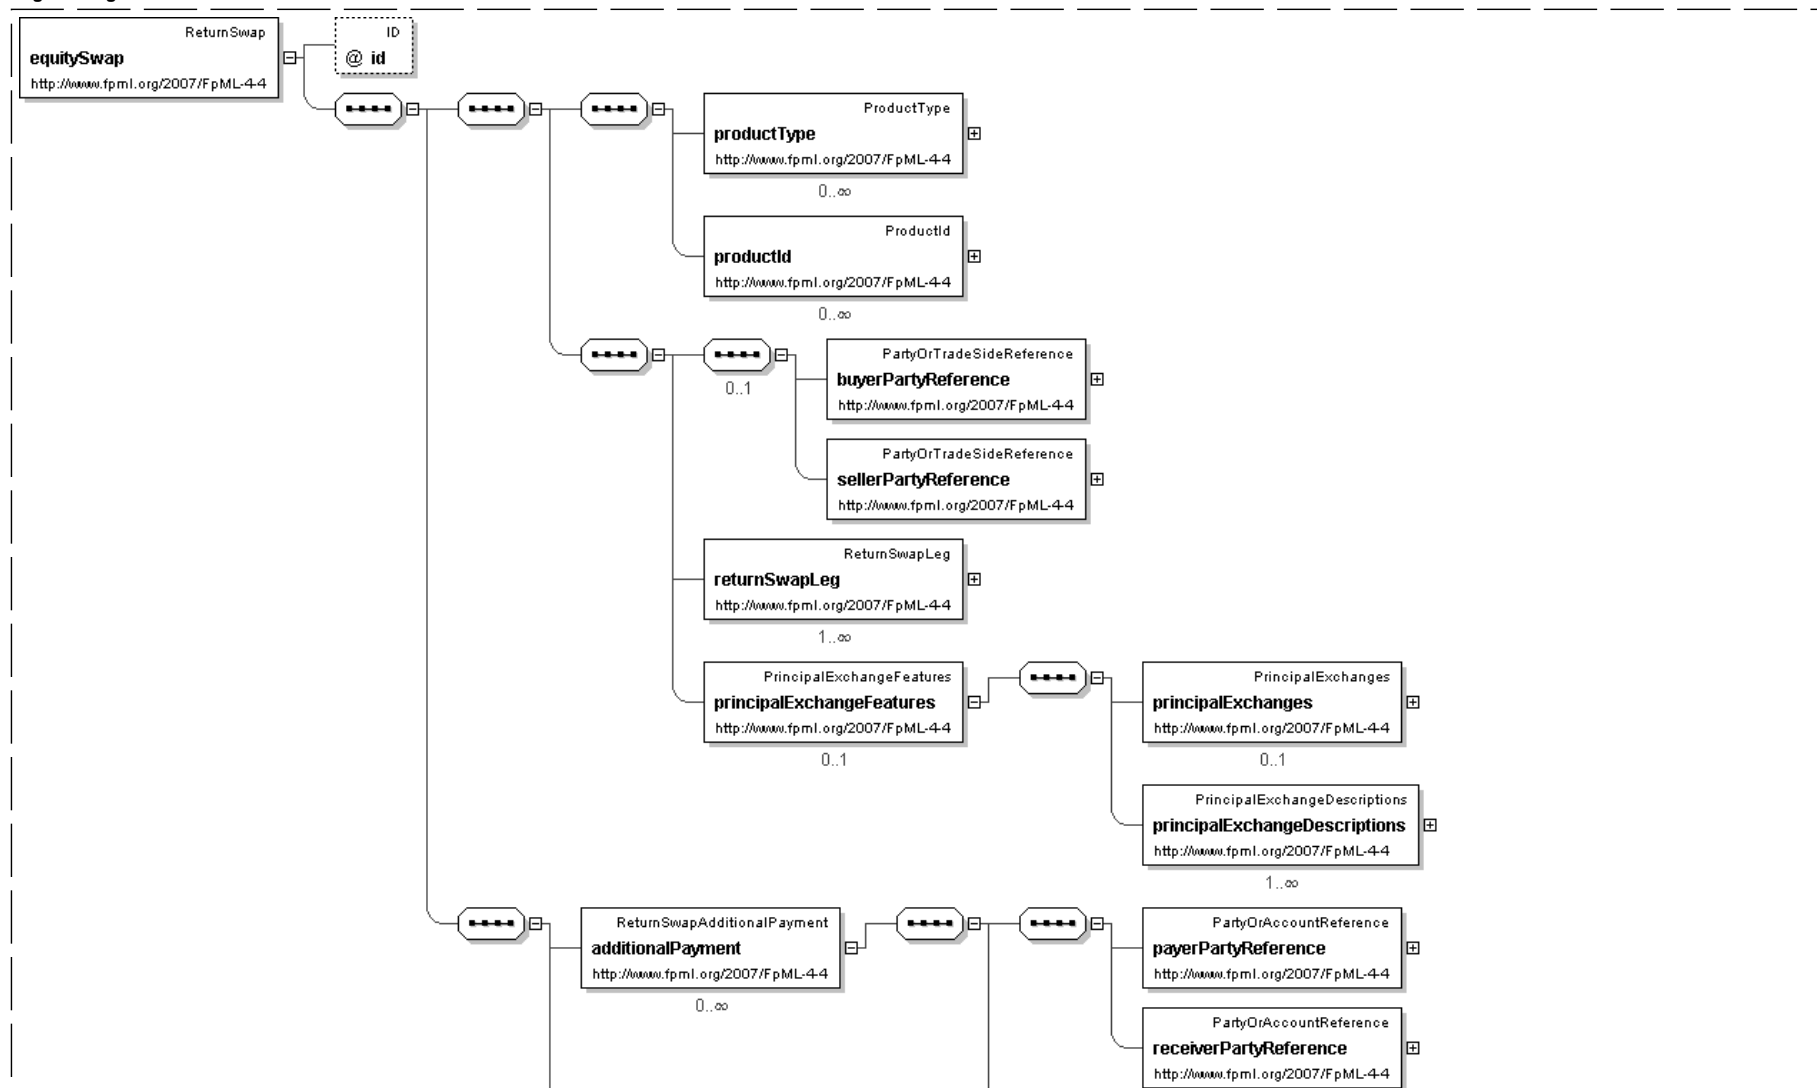 ReturnSwap
equitySwap
http://www.fpml.org/2007/FpML-4-4
ID
@ id
ProductType
productType
http://www.fpml.org/2007/FpML-4-4
0..∞
ProductId
productId
http://www.fpml.org/2007/FpML-4-4
0..∞
0..1
PartyOrTradeSideReference
buyerPartyReference
http://www.fpml.org/2007/FpML-4-4
PartyOrTradeSideReference
sellerPartyReference
http://www.fpml.org/2007/FpML-4-4
ReturnSwapLeg
returnSwapLeg
http://www.fpml.org/2007/FpML-4-4
1..∞
PrincipalExchangeFeatures
principalExchangeFeatures
http://www.fpml.org/2007/FpML-4-4
0..1
PrincipalExchanges
principalExchanges
http://www.fpml.org/2007/FpML-4-4
0..1
PrincipalExchangeDescriptions
principalExchangeDescriptions
http://www.fpml.org/2007/FpML-4-4
1..∞
ReturnSwapAdditionalPayment
additionalPayment
http://www.fpml.org/2007/FpML-4-4
0..∞
PartyOrAccountReference
payerPartyReference
http://www.fpml.org/2007/FpML-4-4
PartyOrAccountReference
receiverPartyReference
http://www.fpml.org/2007/FpML-4-4